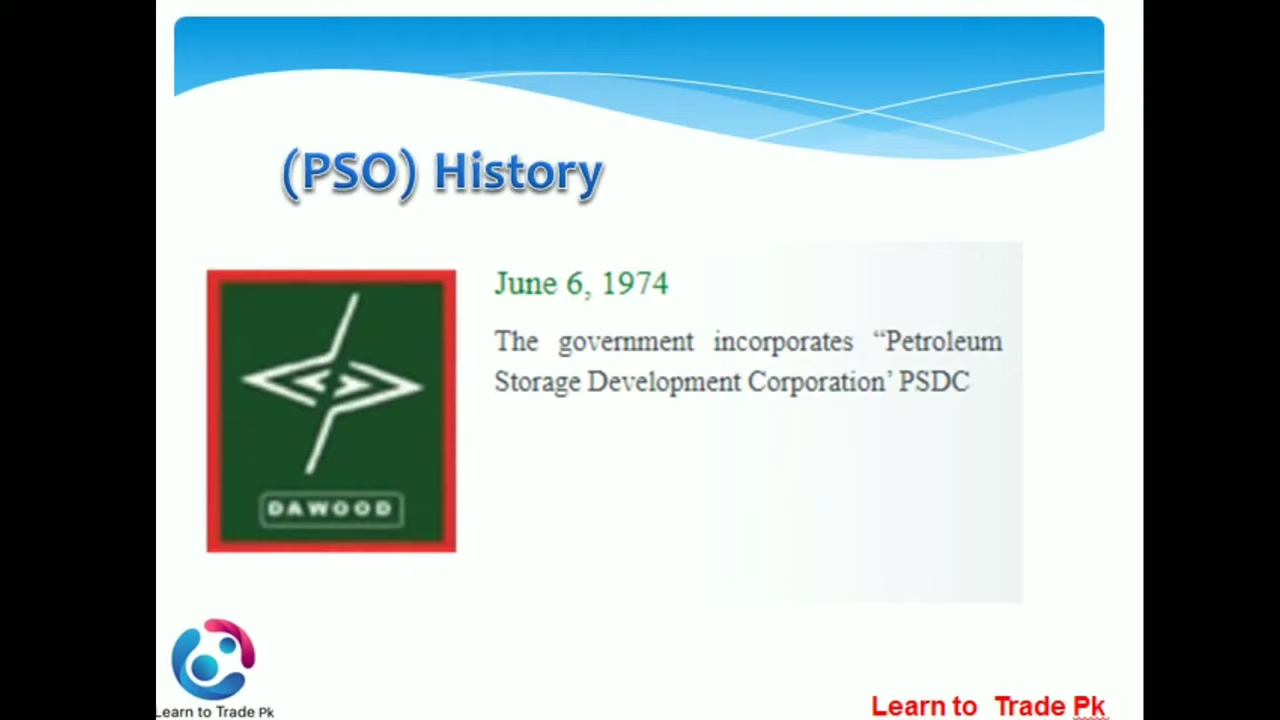 (PSO) History
June 6, 1974
The government incorporates “Petroleum
Storage Development Corporation’ PSDC
DAWOOD
Learn to Trade Pk
Learn to Trade Pk